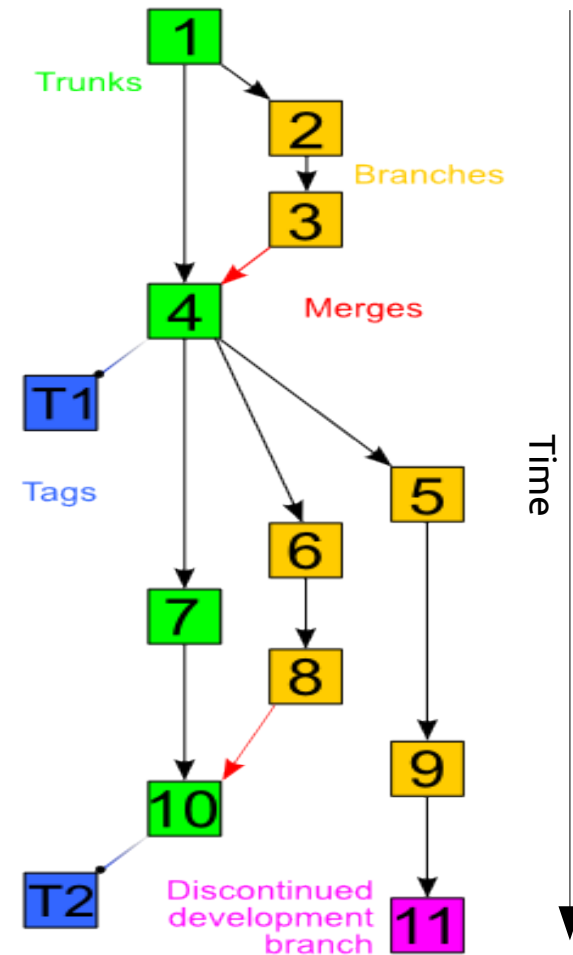 1
Trunks
2
Branches
3
4
Merges
T1
Time
5
Tags
6
7
8
9
10
T2
Discontinued
development
branch
11